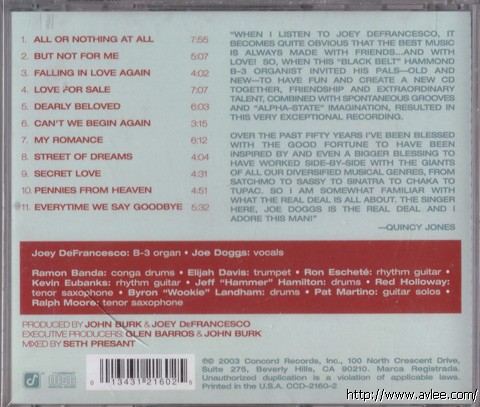 1. ALL OR NOTHING AT ALL 7:55
2. BUT NOT FOR ME 5:07
3. FALLING IN LOVE AGAIN 4:02
4. LOVE FOR SALE 7:22
5. DEARLY BELOVED 6:03
6. CAN'T WE BEGIN AGAIN 3:15
7. MY ROMANCE 6:51
8. STREET OF DREAMS 4:04
9. SECRET LOVE 4:11
10. PENNIES FROM HEAVEN 4:51
11. EVERYTIME WE SAY GOODBYE 5:32
"WHEN I LISTEN TO JOEY DEFRANCESCO, IT
BECOMES QUITE OBVIOUS THAT THE BEST MUSIC
IS ALWAYS MADE WITH FRIENDS...AND WITH
LOVE! SO, WHEN THIS "BLACK BELT" HAMMOND
B-3 ORGANIST INVITED HIS PALS—OLD AND
NEW—TO HAVE FUN AND CREATE A NEW CD
TOGETHER, FRIENDSHIP AND EXTRAORDINARY
TALENT, COMBINED WITH SPONTANEOUS GROOVES
AND "ALPHA-STATE" IMAGINATION, RESULTED IN
THIS VERY EXCEPTIONAL RECORDING.
OVER THE PAST FIFTY YEARS I'VE BEEN BLESSED
WITH THE GOOD FORTUNE TO HAVE BEEN
INSPIRED BY AND EVEN A BIGGER BLESSING TO
HAVE WORKED SIDE-BY-SIDE WITH THE GIANTS
OF ALL OUR DIVERSIFIED MUSICAL GENRES, FROM
SATCHMO TO SASSY TO SINATRA TO CHAKA TO
TUPAC. SO I AM SOMEWHAT FAMILIAR WITH
WHAT THE REAL DEAL IS ALL ABOUT. THE SINGER
HERE, JOE DOGGS IS THE REAL DEAL AND I
ADORE THIS MAN!"
—QUINCY JONES
Joey DeFrancesco: B-3 organ • Joe Doggs: vocals
Ramon Banda: conga drums • Elijah Davis: trumpet • Ron Escheté: rhythm guitar •
Kevin Eubanks: rhythm guitar • Jeff "Hammer" Hamilton: drums • Red Holloway:
tenor saxophone • Byron "Wookie" Landham: drums • Pat Martino: guitar solos •
Ralph Moore: tenor saxophone
PRODUCED BY JOHN BURK & JOEY DeFRANCESCO
EXECUTIVE PRODUCERS: GLEN BARROS & JOHN BURK
MIXED BY SETH PRESANT
0 13431 21602 5
℗© 2003 Concord Records, Inc., 100 North Crescent Drive,
Suite 275, Beverly Hills, CA 90210. Marca Registrada.
Unauthorized duplication is a violation of applicable laws.
Printed in the U.S.A. CCD-2160-2
http://www.avlee.com/